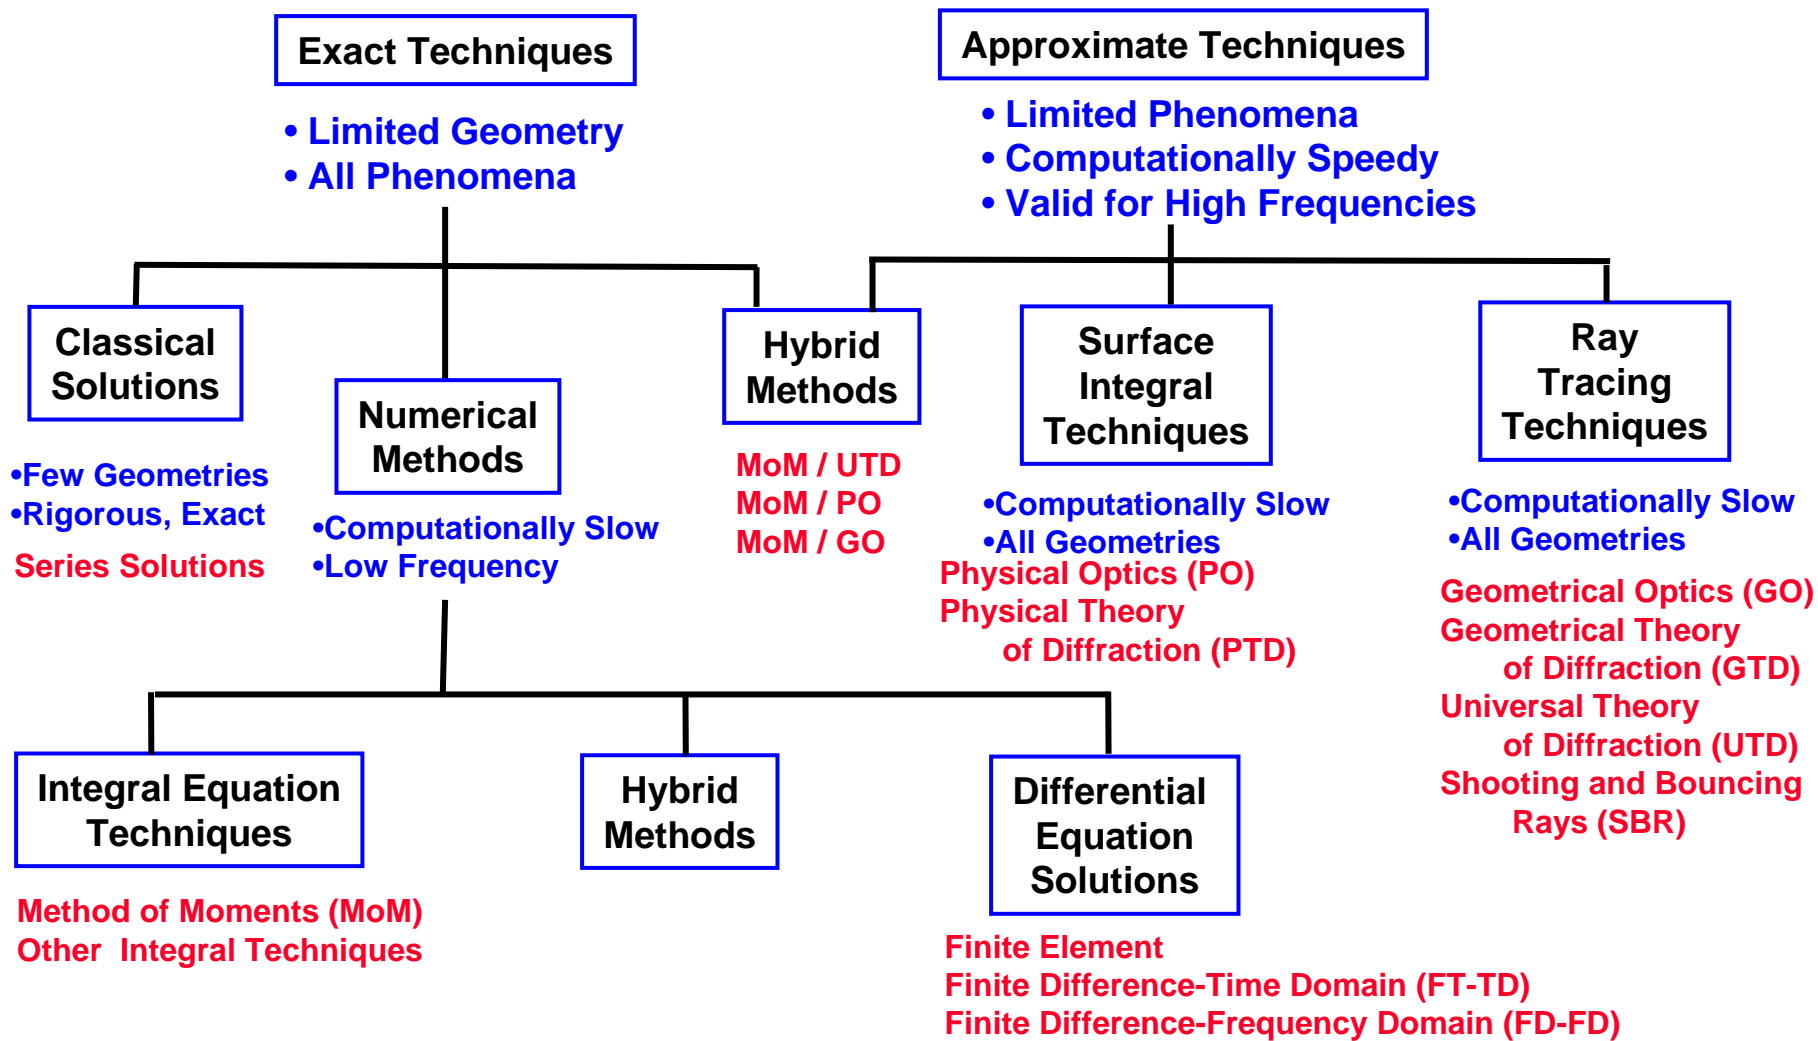 Exact Techniques
• Limited Geometry
• All Phenomena
Approximate Techniques
• Limited Phenomena
• Computationally Speedy
• Valid for High Frequencies
Classical
Solutions
•Few Geometries
•Rigorous, Exact
Series Solutions
Numerical
Methods
•Computationally Slow
•Low Frequency
Hybrid
Methods
MoM / UTD
MoM / PO
MoM / GO
Surface
Integral
Techniques
•Computationally Slow
•All Geometries
Physical Optics (PO)
Physical Theory
of Diffraction (PTD)
Ray
Tracing
Techniques
•Computationally Slow
•All Geometries
Geometrical Optics (GO)
Geometrical Theory
of Diffraction (GTD)
Universal Theory
of Diffraction (UTD)
Shooting and Bouncing
Rays (SBR)
Integral Equation
Techniques
Method of Moments (MoM)
Other Integral Techniques
Hybrid
Methods
Differential
Equation
Solutions
Finite Element
Finite Difference-Time Domain (FT-TD)
Finite Difference-Frequency Domain (FD-FD)